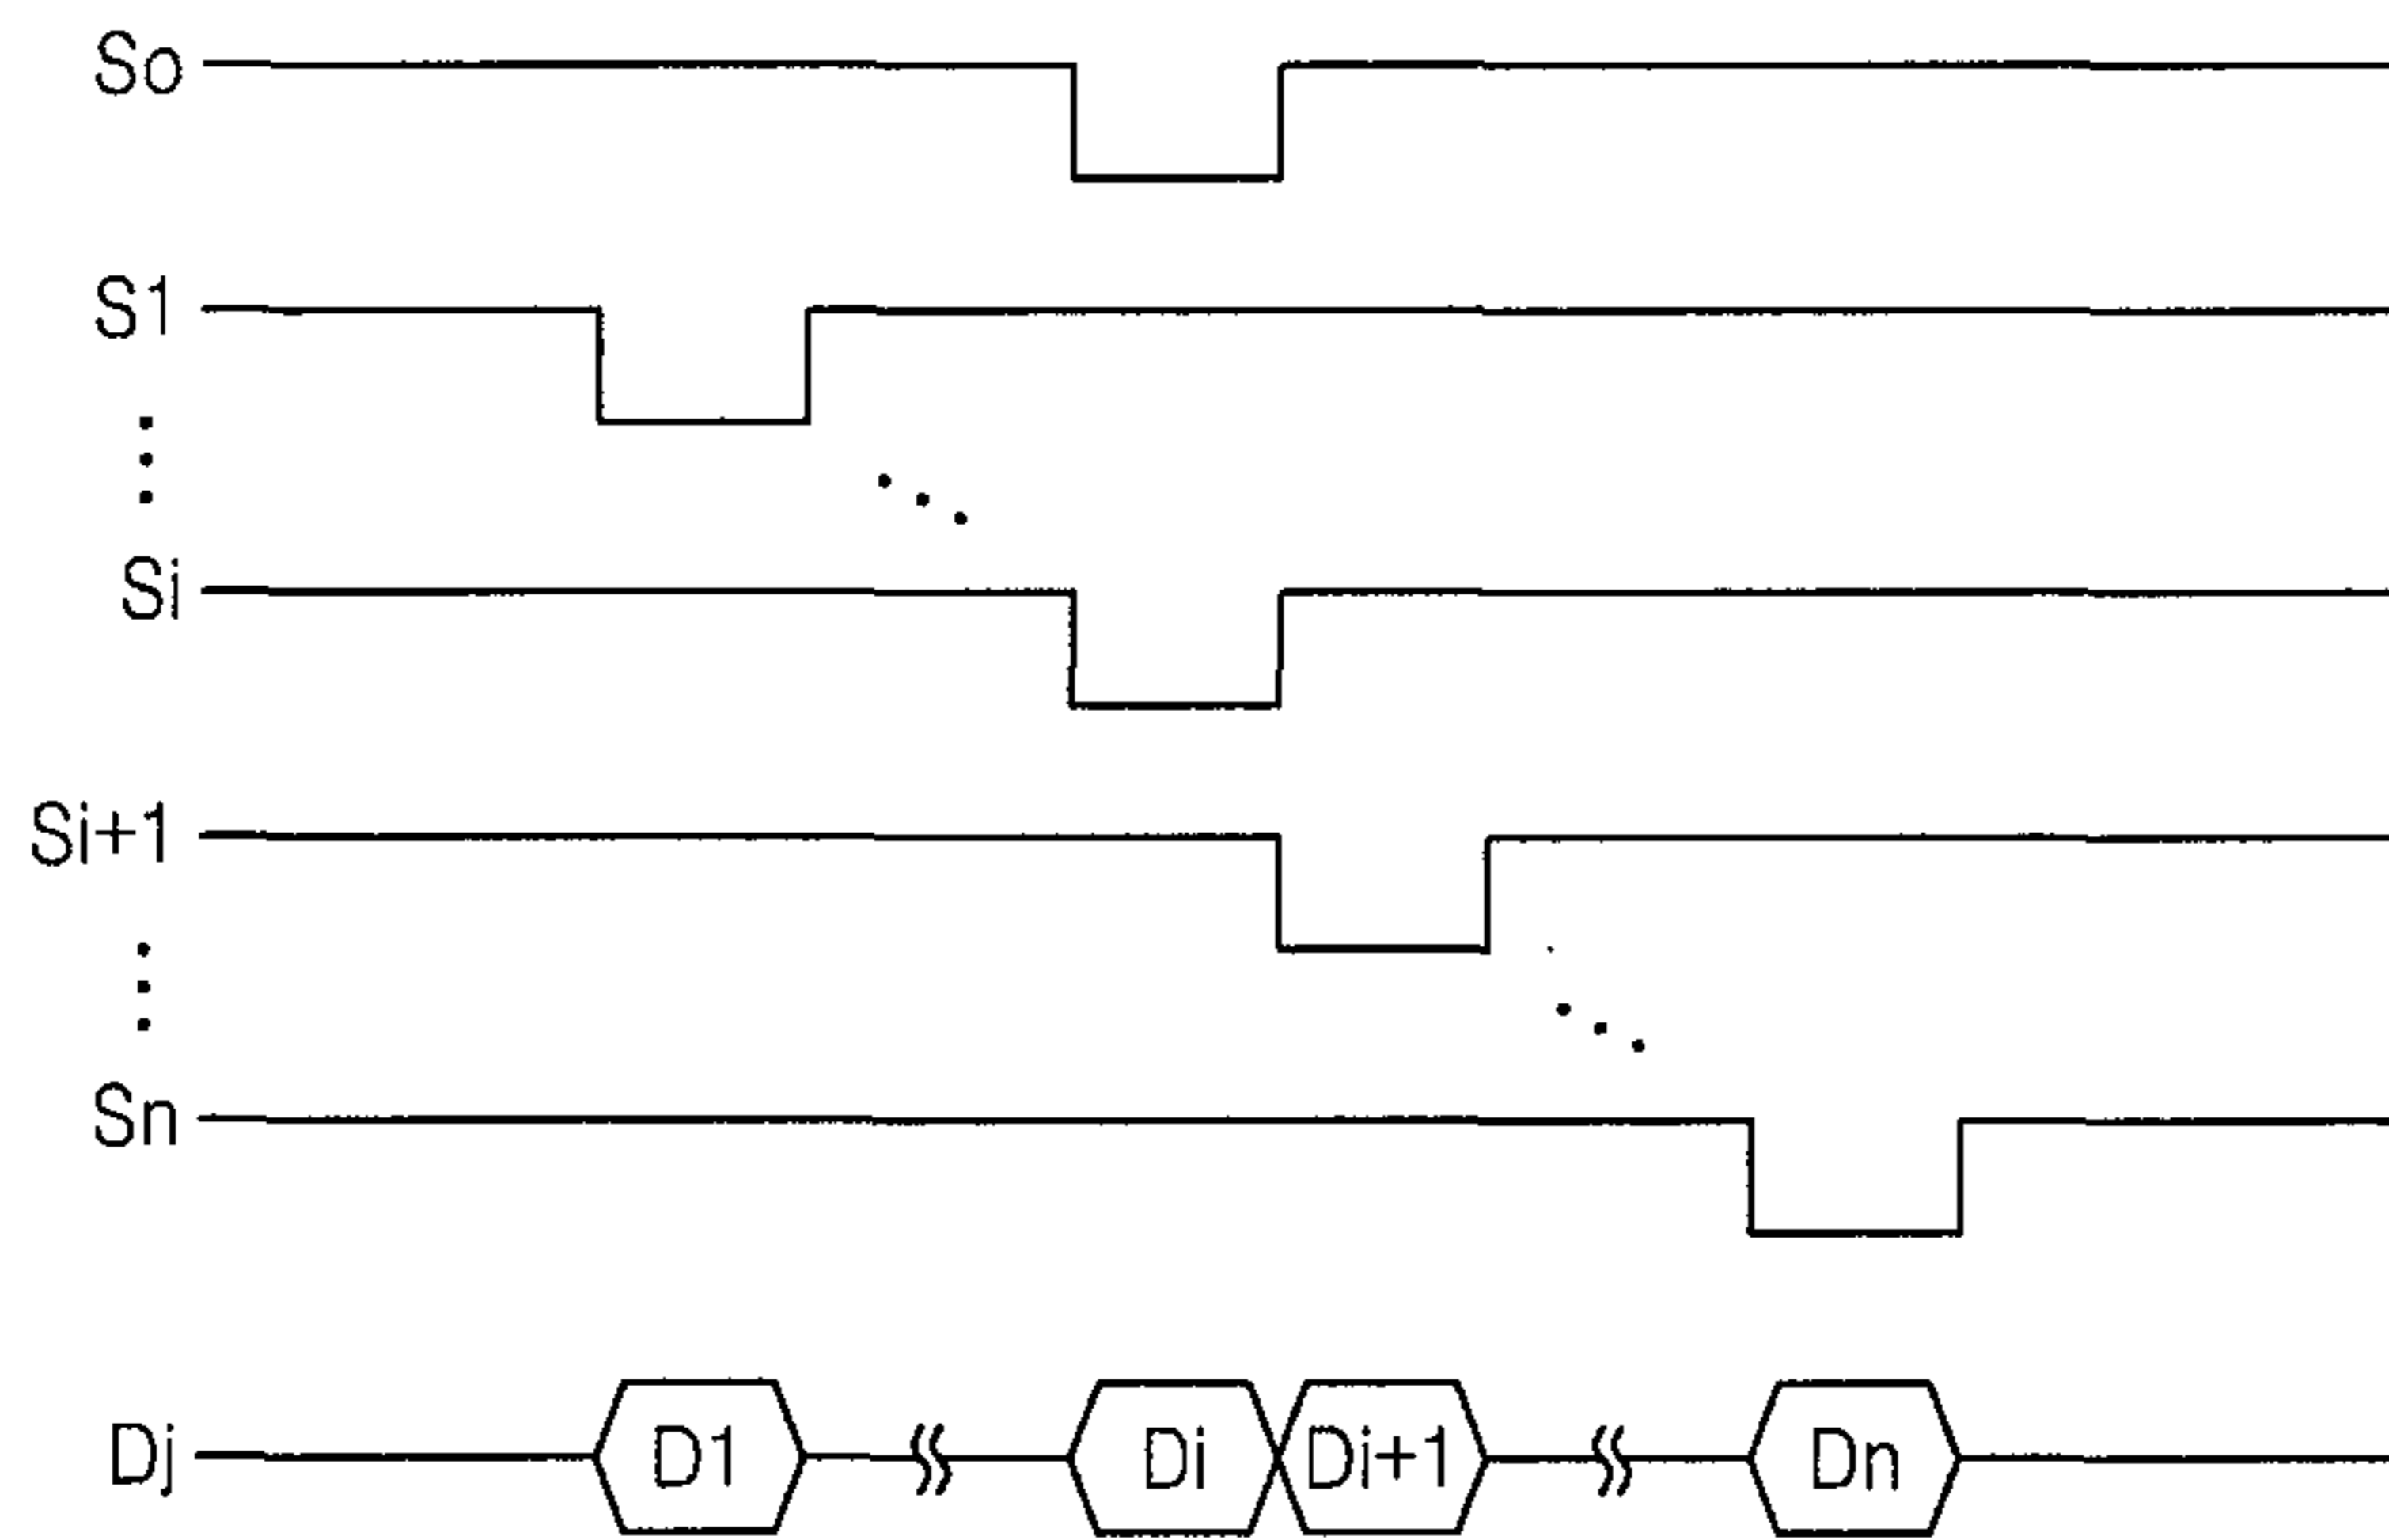 So
S1
Si
Si+1
Sn
Dj D1 Di Di+1 Dn